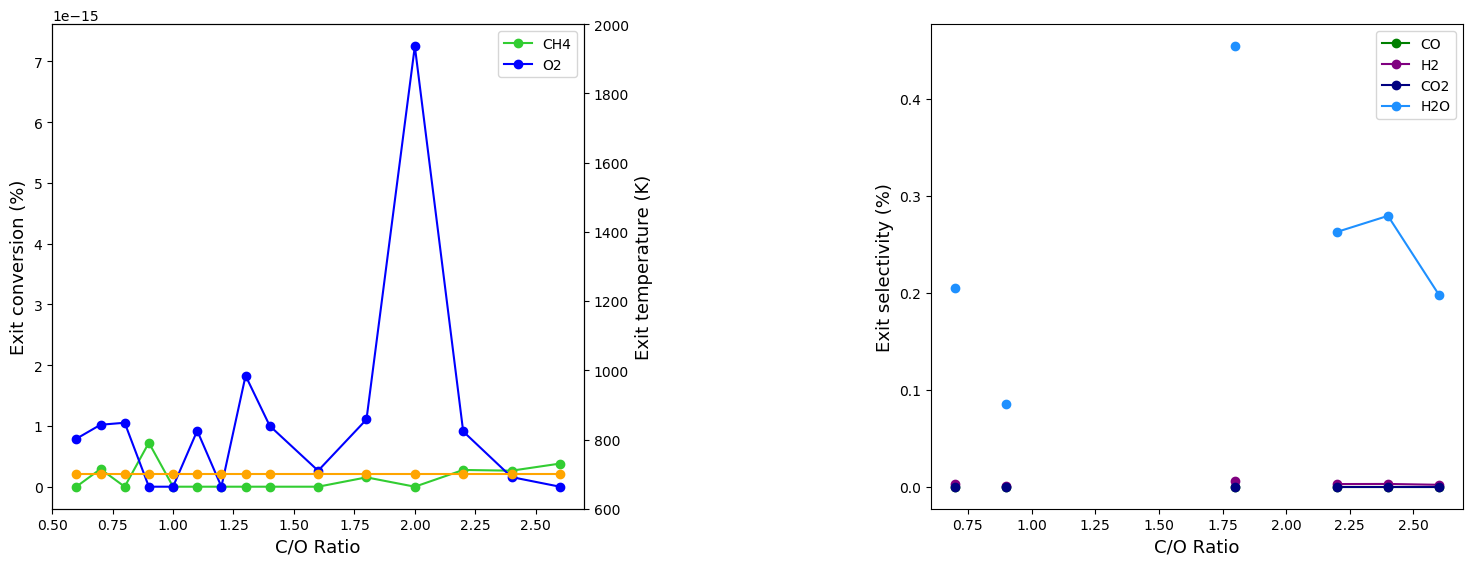 1e−15
7
6
5
4
3
2
1
0
Exit conversion (%)
0.50 0.75 1.00 1.25 1.50 1.75 2.00 2.25 2.50
C/O Ratio
CH4
O2
2000
1800
1600
1400
1200
1000
800
600
Exit temperature (K)
0.4
0.3
0.2
0.1
0.0
Exit selectivity (%)
0.75 1.00 1.25 1.50 1.75 2.00 2.25 2.50
C/O Ratio
CO
H2
CO2
H2O